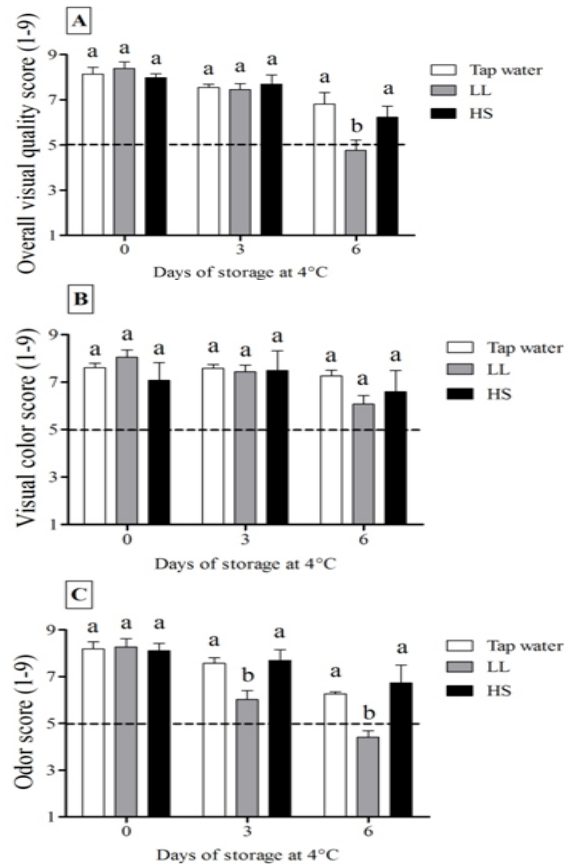 A
Overall visual quality score (1-9)
9
7
5
3
1
a a a
a a a
a b a
0 3 6
Days of storage at 4°C
Tap water
LL
HS
B
Visual color score (1-9)
9
7
5
3
1
a a a
a a a
a a a
0 3 6
Days of storage at 4°C
Tap water
LL
HS
C
Odor score (1-9)
9
7
5
3
1
a a a
a b a
a b a
0 3 6
Days of storage at 4°C
Tap water
LL
HS